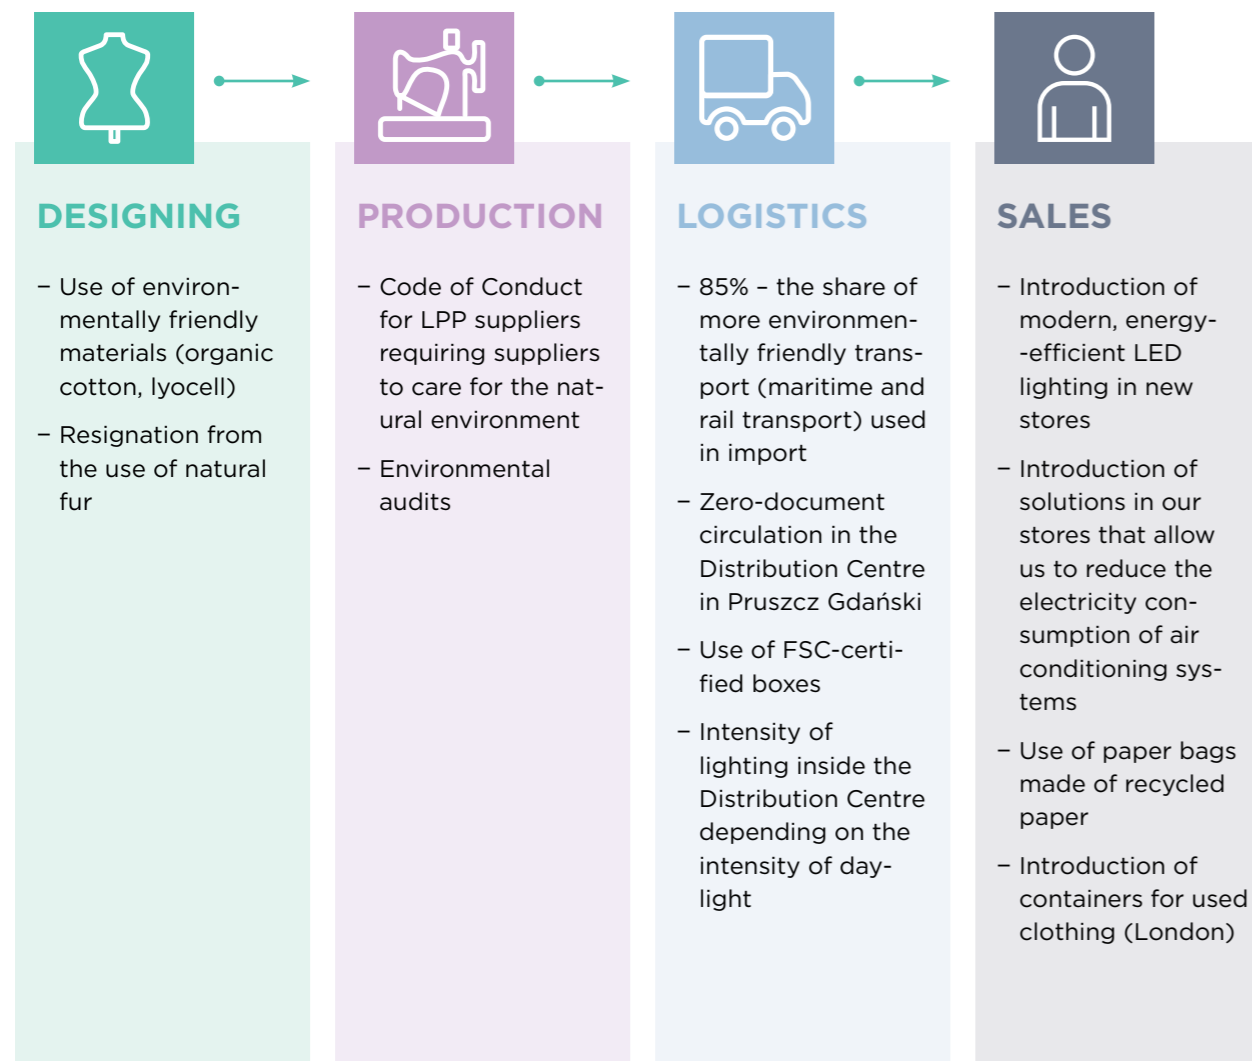 DESIGNING
– Use of environ-
mentally friendly
materials (organic
cotton, lyocell)
– Resignation from
the use of natural
fur
PRODUCTION
– Code of Conduct
for LPP suppliers
requiring suppliers
to care for the nat-
ural environment
– Environmental
audits
LOGISTICS
– 85% – the share of
more environmen-
tally friendly trans-
port (maritime and
rail transport) used
in import
– Zero-document
circulation in the
Distribution Centre
in Pruszcz Gdański
– Use of FSC-certi-
fied boxes
– Intensity of
lighting inside the
Distribution Centre
depending on the
intensity of day-
light
SALES
– Introduction of
modern, energy-
-efficient LED
lighting in new
stores
– Introduction of
solutions in our
stores that allow
us to reduce the
electricity con-
sumption of air
conditioning sys-
tems
– Use of paper bags
made of recycled
paper
– Introduction of
containers for used
clothing (London)